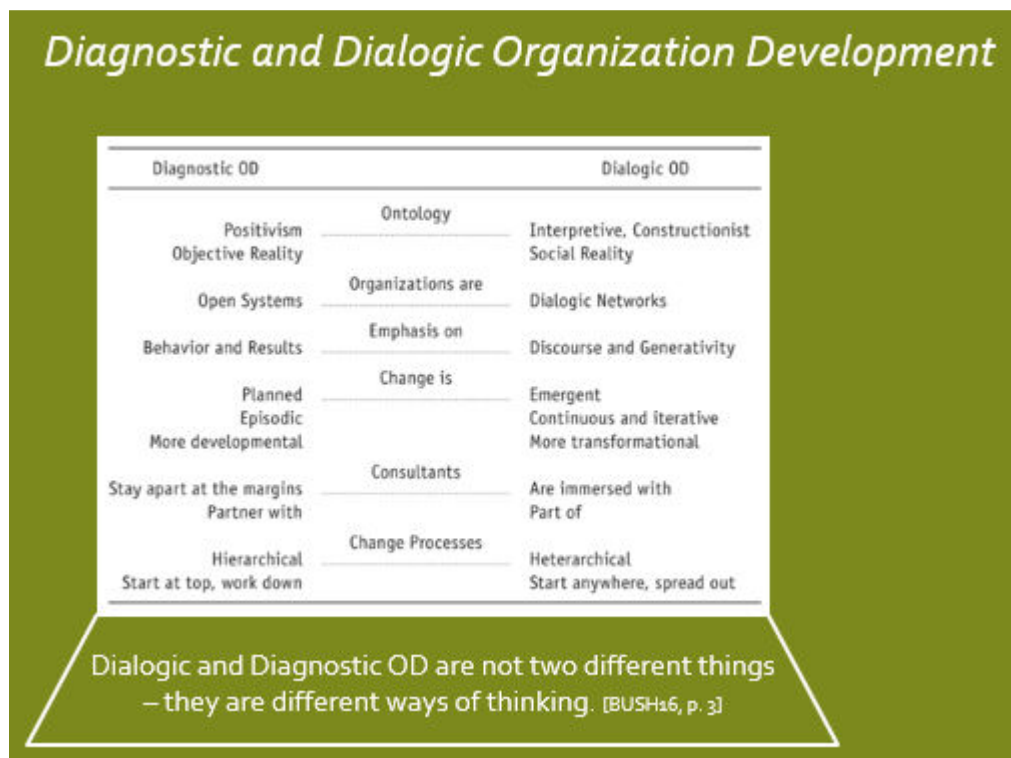 Diagnostic and Dialogic Organization Development
Diagnostic OD Dialogic OD
Ontology
Positivism Interpretive, Constructionist
Objective Reality Social Reality
Organizations are
Open Systems Dialogic Networks
Emphasis on
Behavior and Results Discourse and Generativity
Change is
Planned Emergent
Episodic Continuous and iterative
More developmental More transformational
Consultants
Stay apart at the margins Are immersed with
Partner with Part of
Change Processes
Hierarchical Heterarchical
Start at top, work down Start anywhere, spread out
Dialogic and Diagnostic OD are not two different things
– they are different ways of thinking. [BUSH16, p. 3]